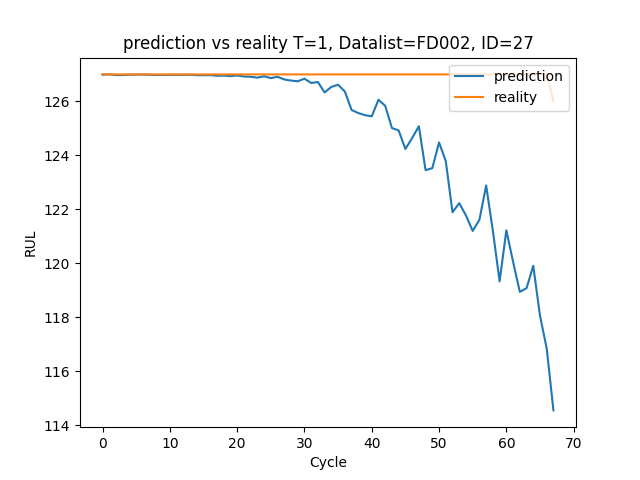 prediction vs reality T=1, Datalist=FD002, ID=27
prediction
reality
126
124
122
120
118
116
114
RUL
0 10 20 30 40 50 60 70
Cycle